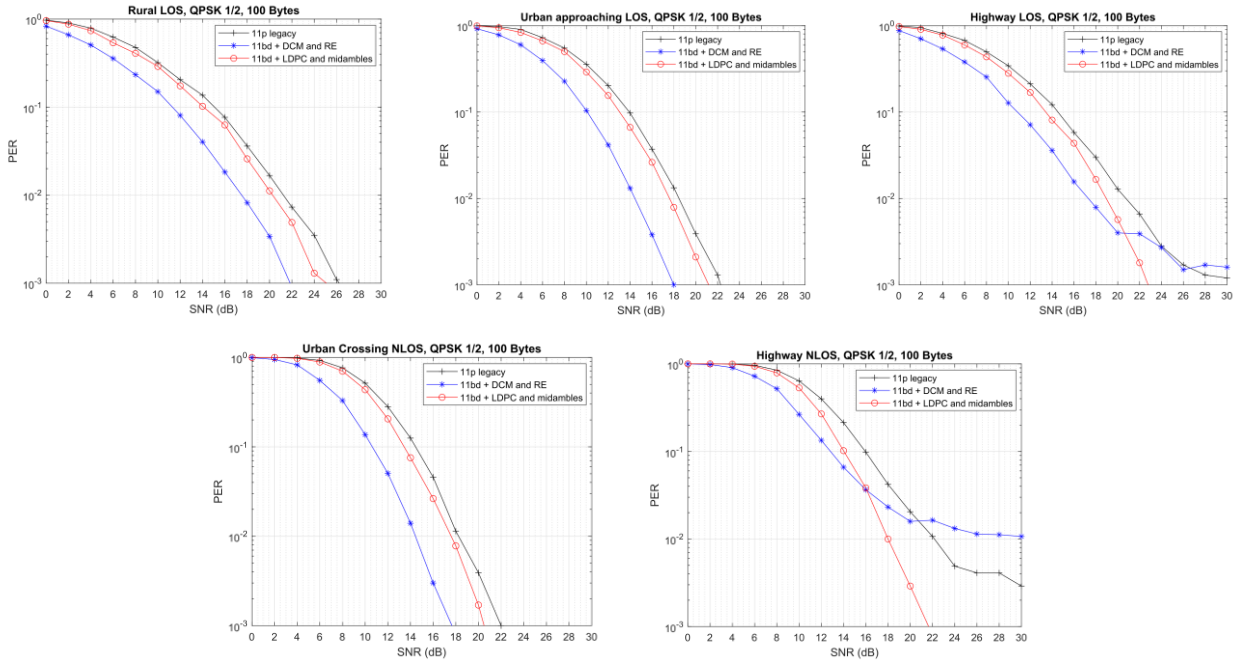 Rural LOS, QPSK 1/2, 100 Bytes
10^0
10^-1
10^-2
10^-3
PER
11p legacy
11bd + DCM and RE
11bd + LDPC and midambles
0 2 4 6 8 10 12 14 16 18 20 22 24 26 28 30
SNR (dB)
Urban approaching LOS, QPSK 1/2, 100 Bytes
10^0
10^-1
10^-2
10^-3
PER
11p legacy
11bd + DCM and RE
11bd + LDPC and midambles
0 2 4 6 8 10 12 14 16 18 20 22 24 26 28 30
SNR (dB)
Highway LOS, QPSK 1/2, 100 Bytes
10^0
10^-1
10^-2
10^-3
PER
11p legacy
11bd + DCM and RE
11bd + LDPC and midambles
0 2 4 6 8 10 12 14 16 18 20 22 24 26 28 30
SNR (dB)
Urban Crossing NLOS, QPSK 1/2, 100 Bytes
10^0
10^-1
10^-2
10^-3
PER
11p legacy
11bd + DCM and RE
11bd + LDPC and midambles
0 2 4 6 8 10 12 14 16 18 20 22 24 26 28 30
SNR (dB)
Highway NLOS, QPSK 1/2, 100 Bytes
10^0
10^-1
10^-2
10^-3
PER
11p legacy
11bd + DCM and RE
11bd + LDPC and midambles
0 2 4 6 8 10 12 14 16 18 20 22 24 26 28 30
SNR (dB)